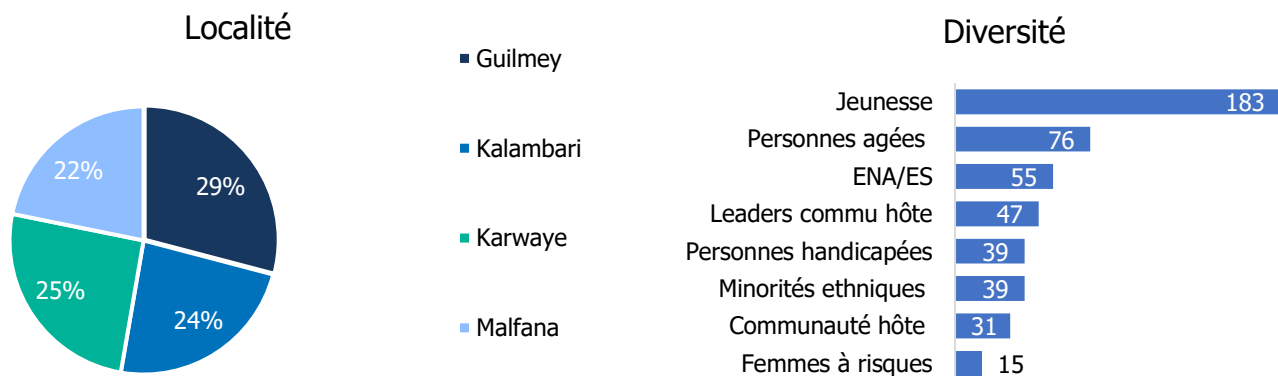 Localité
29%
24%
25%
22%
Guilmey
Kalambari
Karwaye
Malfana
Diversité
Jeunesse 183
Personnes agées 76
ENA/ES 55
Leaders commu hôte 47
Personnes handicapées 39
Minorités ethniques 39
Communauté hôte 31
Femmes à risques 15